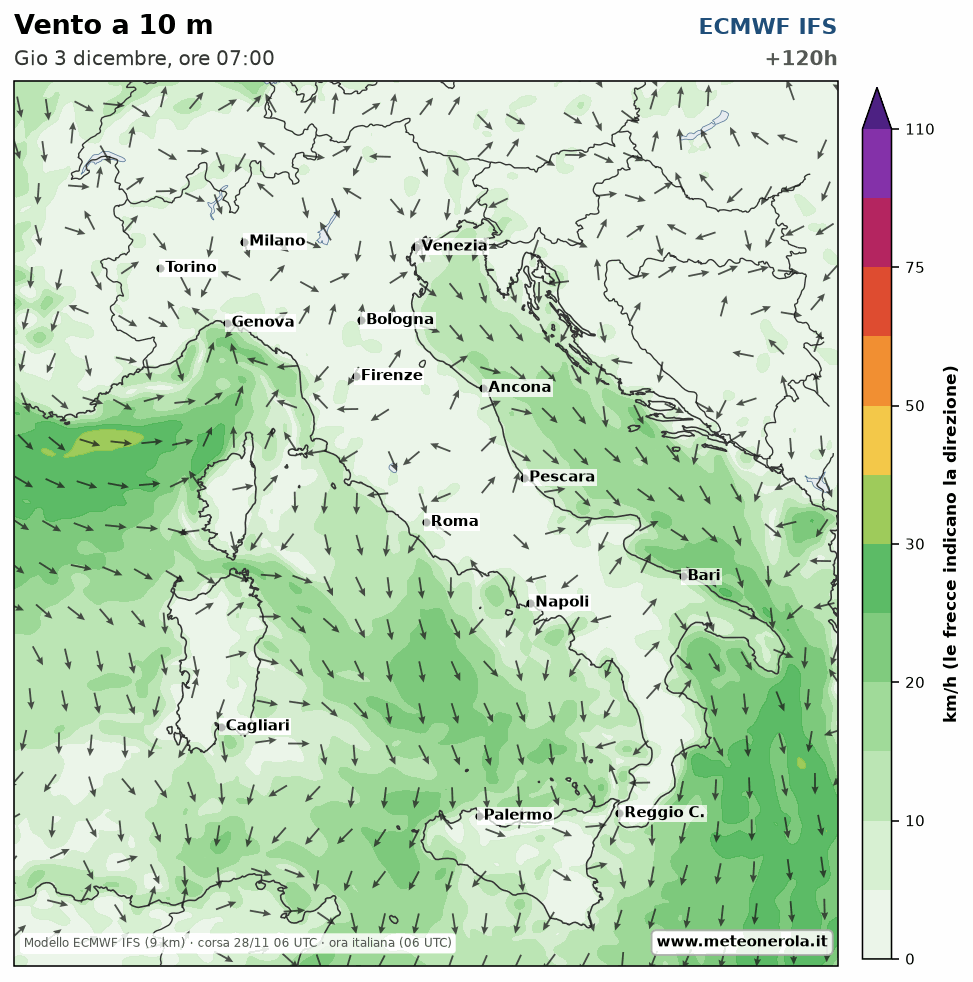 Vento a 10 m
ECMWF IFS
Gio 3 dicembre, ore 07:00
+120h
Milano
Venezia
Torino
Genova
Bologna
Firenze
Ancona
Pescara
Roma
Bari
Napoli
Cagliari
Palermo
Reggio C.
110
75
50
30
20
10
0
km/h (le frecce indicano la direzione)
Modello ECMWF IFS (9 km) · corsa 28/11 06 UTC · ora italiana (06 UTC)
www.meteonerola.it